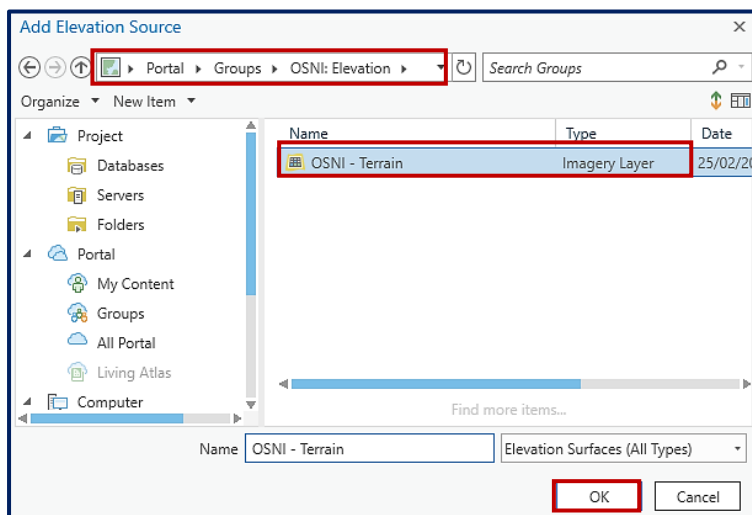 Add Elevation Source
Portal Groups OSNI: Elevation
Search Groups
Organize New Item
Project
Databases
Servers
Folders
Portal
My Content
Groups
All Portal
Living Atlas
Computer
Name Type Date
OSNI - Terrain Imagery Layer 25/02/20
Find more items...
Name OSNI - Terrain Elevation Surfaces (All Types)
OK Cancel